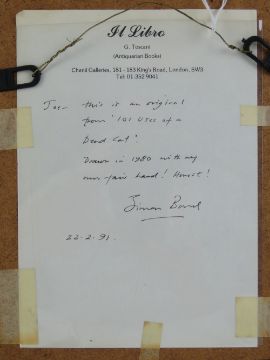 Il Libro
G. Toscani
(Antiquarian Books)
Chenil Galleries, 181 - 183 King's Road, London, SW3
Tel: 01-352 9041
this is an original
from '101 Uses of a
Dead Cat'
Drawn in 1980 with my
own fair hand! Honest!
Simon Bond
22-2-91.